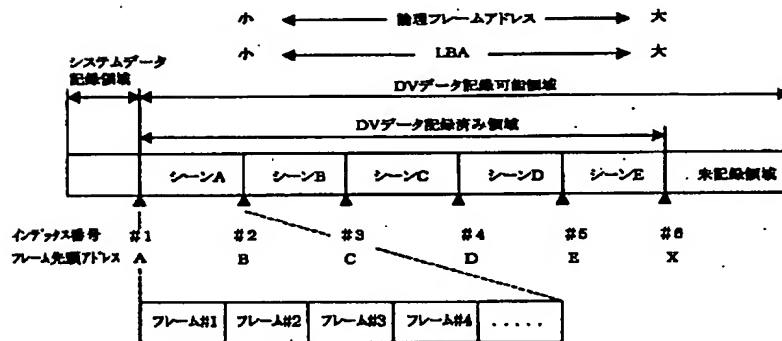 小 論理フレームアドレス 大
小 LBA 大
システムデータ
記録領域
DVデータ記録可能領域
DVデータ記録済み領域
シーンA シーンB シーンC シーンD シーンE 未記録領域
インデックス番号 #1 #2 #3 #4 #5 #6
フレーム先頭アドレス A B C D E X
フレーム#1 フレーム#2 フレーム#3 フレーム#4 .....